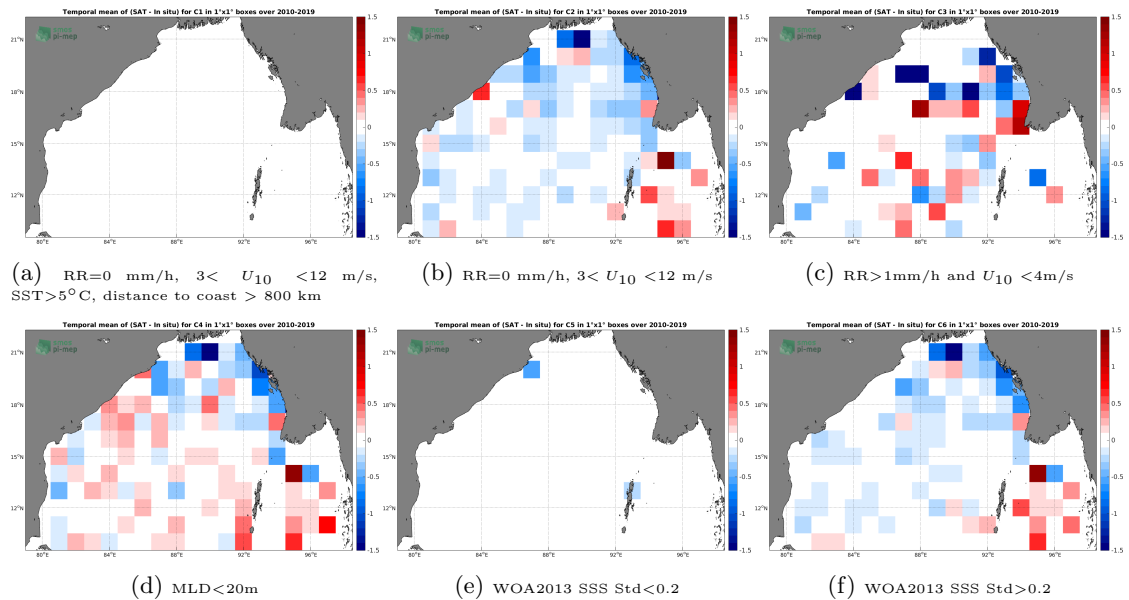 Temporal mean of (SAT - In situ) for C1 in 1°x1° boxes over 2010-2019
smos
pi-mep
21°N
18°N
15°N
12°N
80°E 84°E 88°E 92°E 96°E
1.5
1
0.5
0
-0.5
-1
-1.5
Temporal mean of (SAT - In situ) for C2 in 1°x1° boxes over 2010-2019
smos
pi-mep
21°N
18°N
15°N
12°N
80°E 84°E 88°E 92°E 96°E
1.5
1
0.5
0
-0.5
-1
-1.5
Temporal mean of (SAT - In situ) for C3 in 1°x1° boxes over 2010-2019
smos
pi-mep
21°N
18°N
15°N
12°N
80°E 84°E 88°E 92°E 96°E
1.5
1
0.5
0
-0.5
-1
-1.5
(a) RR=0 mm/h, 3< U10 <12 m/s,
SST>5°C, distance to coast > 800 km
(b) RR=0 mm/h, 3< U10 <12 m/s
(c) RR>1mm/h and U10 <4m/s
Temporal mean of (SAT - In situ) for C4 in 1°x1° boxes over 2010-2019
smos
pi-mep
21°N
18°N
15°N
12°N
80°E 84°E 88°E 92°E 96°E
1.5
1
0.5
0
-0.5
-1
-1.5
Temporal mean of (SAT - In situ) for C5 in 1°x1° boxes over 2010-2019
smos
pi-mep
21°N
18°N
15°N
12°N
80°E 84°E 88°E 92°E 96°E
1.5
1
0.5
0
-0.5
-1
-1.5
Temporal mean of (SAT - In situ) for C6 in 1°x1° boxes over 2010-2019
smos
pi-mep
21°N
18°N
15°N
12°N
80°E 84°E 88°E 92°E 96°E
1.5
1
0.5
0
-0.5
-1
-1.5
(d) MLD<20m
(e) WOA2013 SSS Std<0.2
(f) WOA2013 SSS Std>0.2